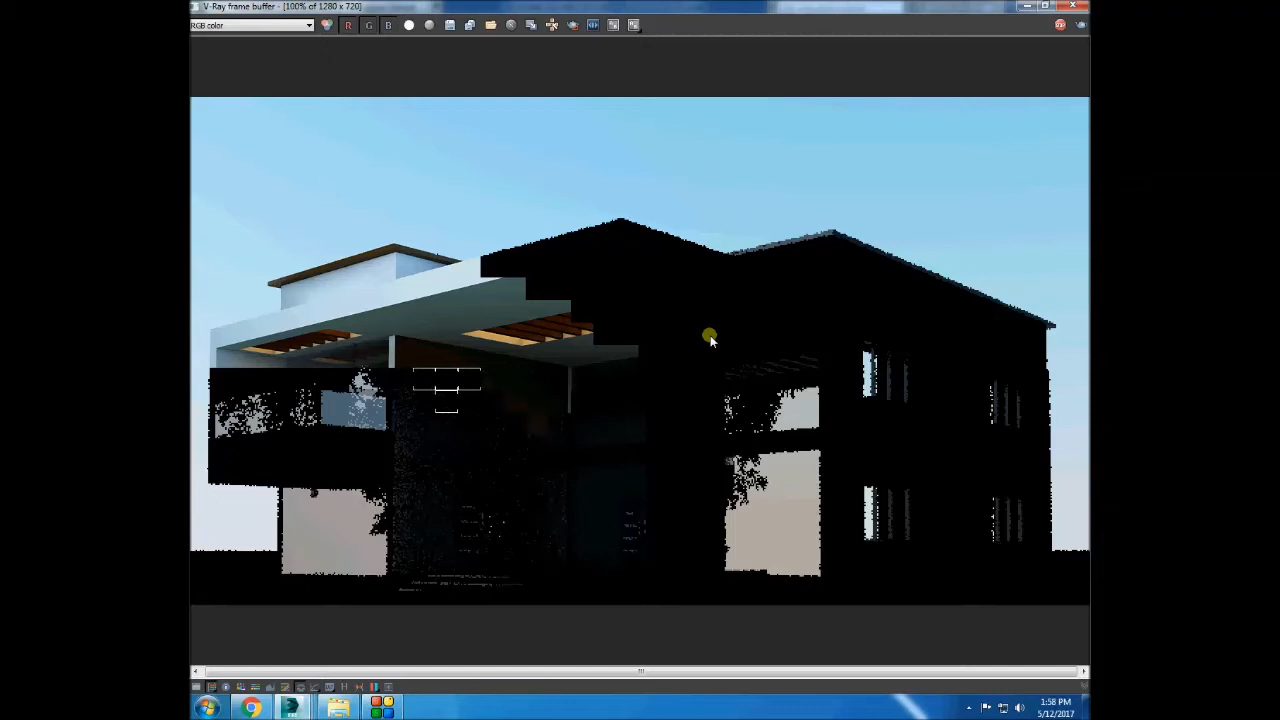 V-Ray frame buffer - [100% of 1280 x 720]
RGB color
R G B
H
1:58 PM
5/12/2017